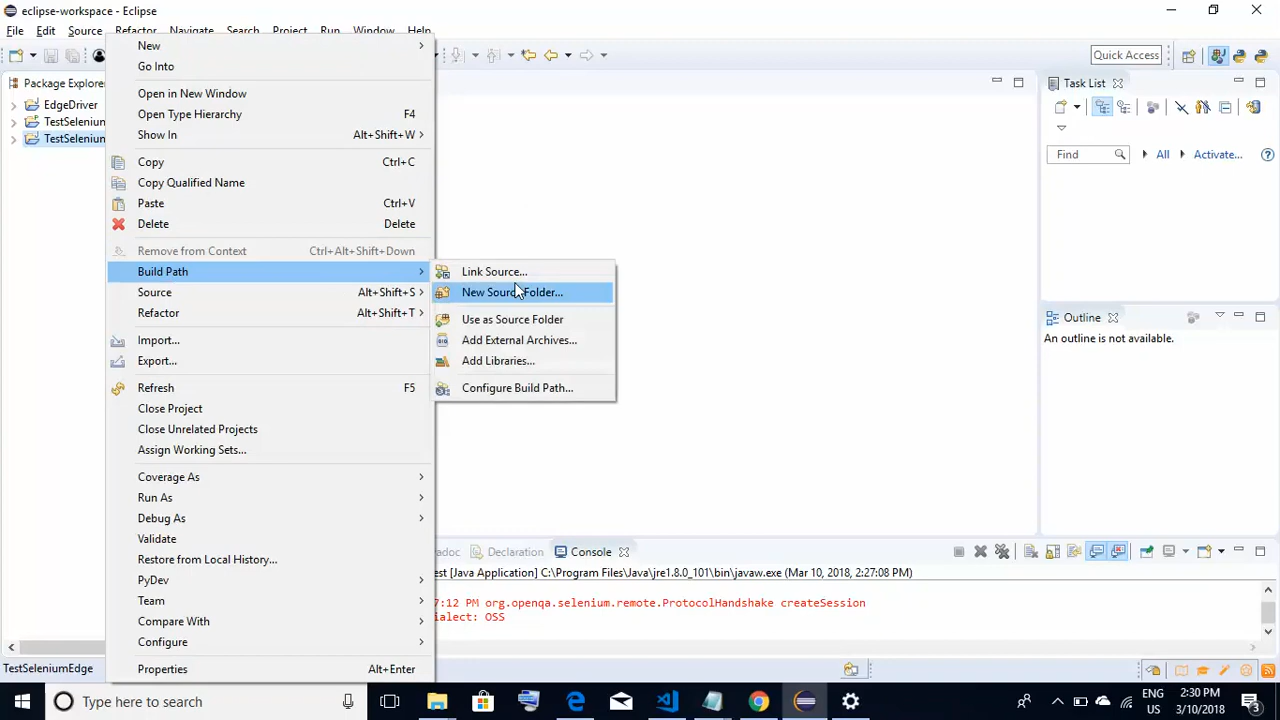 eclipse-workspace - Eclipse
File Edit Source Refactor Navigate Search Project Run Window Help
Quick Access
Package Explore
EdgeDriver
TestSelenium
TestSelenium
New
Go Into
Open in New Window
Open Type Hierarchy F4
Show In Alt+Shift+W
Copy Ctrl+C
Copy Qualified Name
Paste Ctrl+V
Delete Delete
Remove from Context Ctrl+Alt+Shift+Down
Build Path
Source Alt+Shift+S
Refactor Alt+Shift+T
Import...
Export...
Refresh F5
Close Project
Close Unrelated Projects
Assign Working Sets...
Coverage As
Run As
Debug As
Validate
Restore from Local History...
PyDev
Team
Compare With
Configure
Properties Alt+Enter
Link Source...
New Source Folder...
Use as Source Folder
Add External Archives...
Add Libraries...
Configure Build Path...
Task List
Find All Activate...
Outline
An outline is not available.
adoc Declaration Console
est [Java Application] C:\Program Files\Java\jre1.8.0_101\bin\javaw.exe (Mar 10, 2018, 2:27:08 PM)
7:12 PM org.openqa.selenium.remote.ProtocolHandshake createSession
ialect: OSS
TestSeleniumEdge
Type here to search
ENG
US
2:30 PM
3/10/2018
3